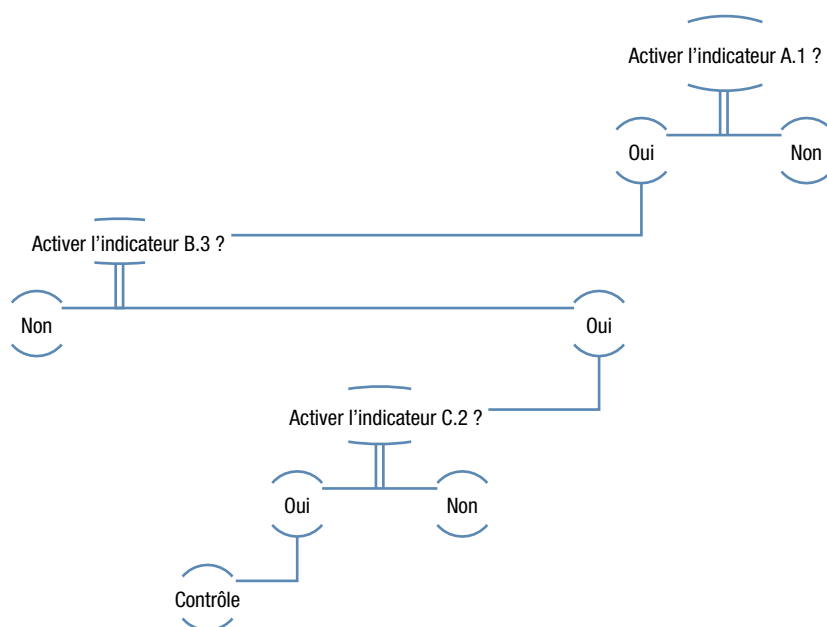 Activer l’indicateur A.1 ?
Oui
Non
Activer l’indicateur B.3 ?
Non
Oui
Activer l’indicateur C.2 ?
Oui
Non
Contrôle